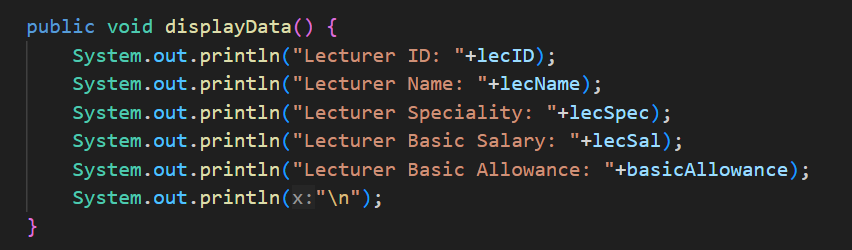 public void displayData() {
    System.out.println("Lecturer ID: "+lecID);
    System.out.println("Lecturer Name: "+lecName);
    System.out.println("Lecturer Speciality: "+lecSpec);
    System.out.println("Lecturer Basic Salary: "+lecSal);
    System.out.println("Lecturer Basic Allowance: "+basicAllowance);
    System.out.println(x:"\n");
}